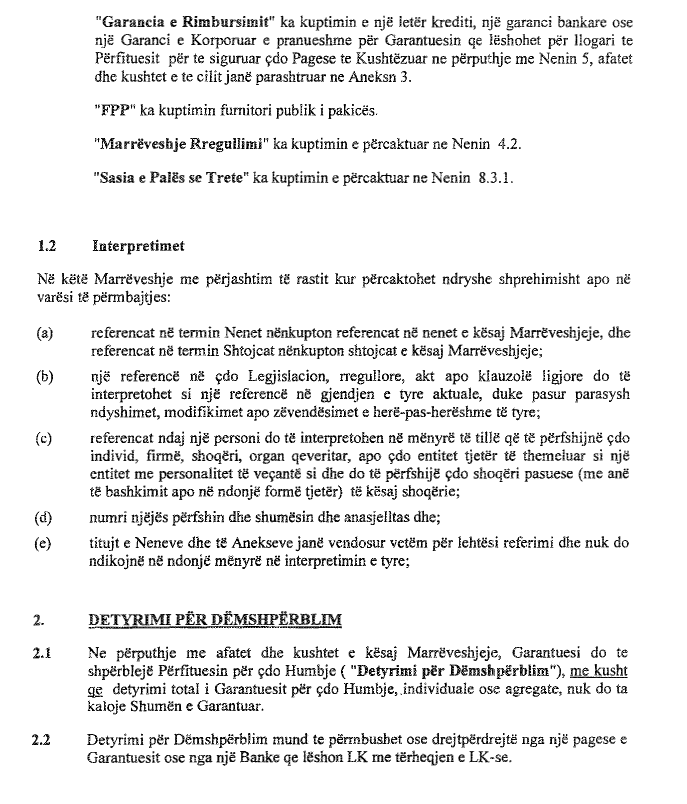 "Garancia e Rimbursimit" ka kuptimin e një letër krediti, një garanci bankare ose
një Garanci e Korporuar e pranueshme për Garantuesin qe lëshohet për llogari te
Përfituesit për te siguruar çdo Pagese te Kushtëzuar ne përputhje me Nenin 5, afatet
dhe kushtet e te cilit janë parashtruar ne Aneksn 3.
"FPP" ka kuptimin furnitori publik i pakicës.
"Marrëveshje Rregullimi" ka kuptimin e përcaktuar ne Nenin 4.2.
"Sasia e Palës se Trete" ka kuptimin e përcaktuar ne Nenin 8.3.1.
1.2 Interpretimet
Në këtë Marrëveshje me përjashtim të rastit kur përcaktohet ndryshe shprehimisht apo në
varësi të përmbajtjes:
(a) referencat në termin Nenet nënkupton referencat në nenet e kësaj Marrëveshjeje, dhe
referencat në termin Shtojcat nënkupton shtojcat e kësaj Marrëveshjeje;
(b) një referencë në çdo Legjislacion, rregullore, akt apo klauzolë ligjore do të
interpretohet si një referencë në gjendjen e tyre aktuale, duke pasur parasysh
ndyshimet, modifikimet apo zëvendësimet e herë-pas-herëshme të tyre;
(c) referencat ndaj një personi do të interpretohen në mënyrë të tillë që të përfshijnë çdo
individ, firmë, shoqëri, organ qeveritar, apo çdo entitet tjetër të themeluar si një
entitet me personalitet të veçantë si dhe do të përfshijë çdo shoqëri pasuese (me anë
të bashkimit apo në ndonjë formë tjetër) të kësaj shoqërie;
(d) numri njëjës përfshin dhe shumësin dhe anasjelltas dhe;
(e) titujt e Neneve dhe të Anekseve janë vendosur vetëm për lehtësi referimi dhe nuk do
ndikojnë në ndonjë mënyrë në interpretimin e tyre;
2. DETYRIMI PËR DËMSHPËRBLIM
2.1 Ne përputhje me afatet dhe kushtet e kësaj Marrëveshjeje, Garantuesi do te
shpërblejë Përfituesin për çdo Humbje ( "Detyrimi për Dëmshpërblim"), me kusht
qe detyrimi total i Garantuesit për çdo Humbje, individuale ose agregate, nuk do ta
kaloje Shumën e Garantuar.
2.2 Detyrimi për Dëmshpërblim mund te përmbushet ose drejtpërdrejtë nga një pagese e
Garantuesit ose nga një Banke qe lëshon LK me tërheqjen e LK-se.